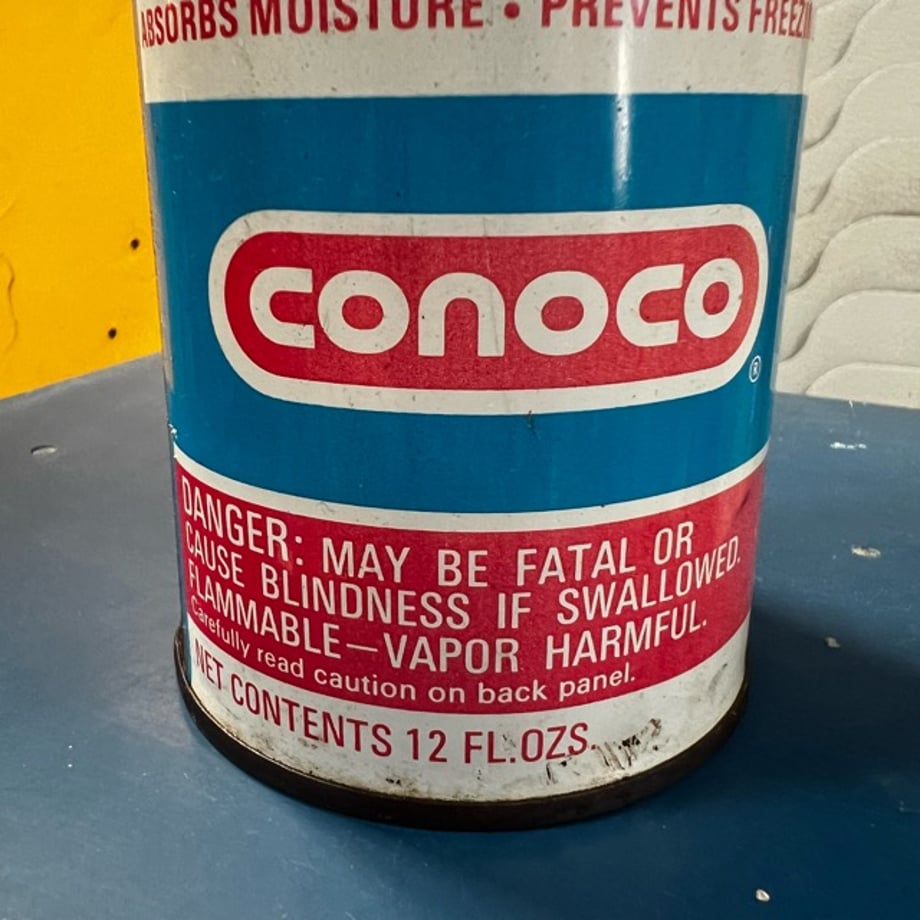 ABSORBS MOISTURE • PREVENTS
CONOCO
®
DANGER: MAY BE FATAL OR
CAUSE BLINDNESS IF SWALLOWED.
FLAMMABLE—VAPOR HARMFUL.
Carefully read caution on back panel.
NET CONTENTS 12 FL.OZS.